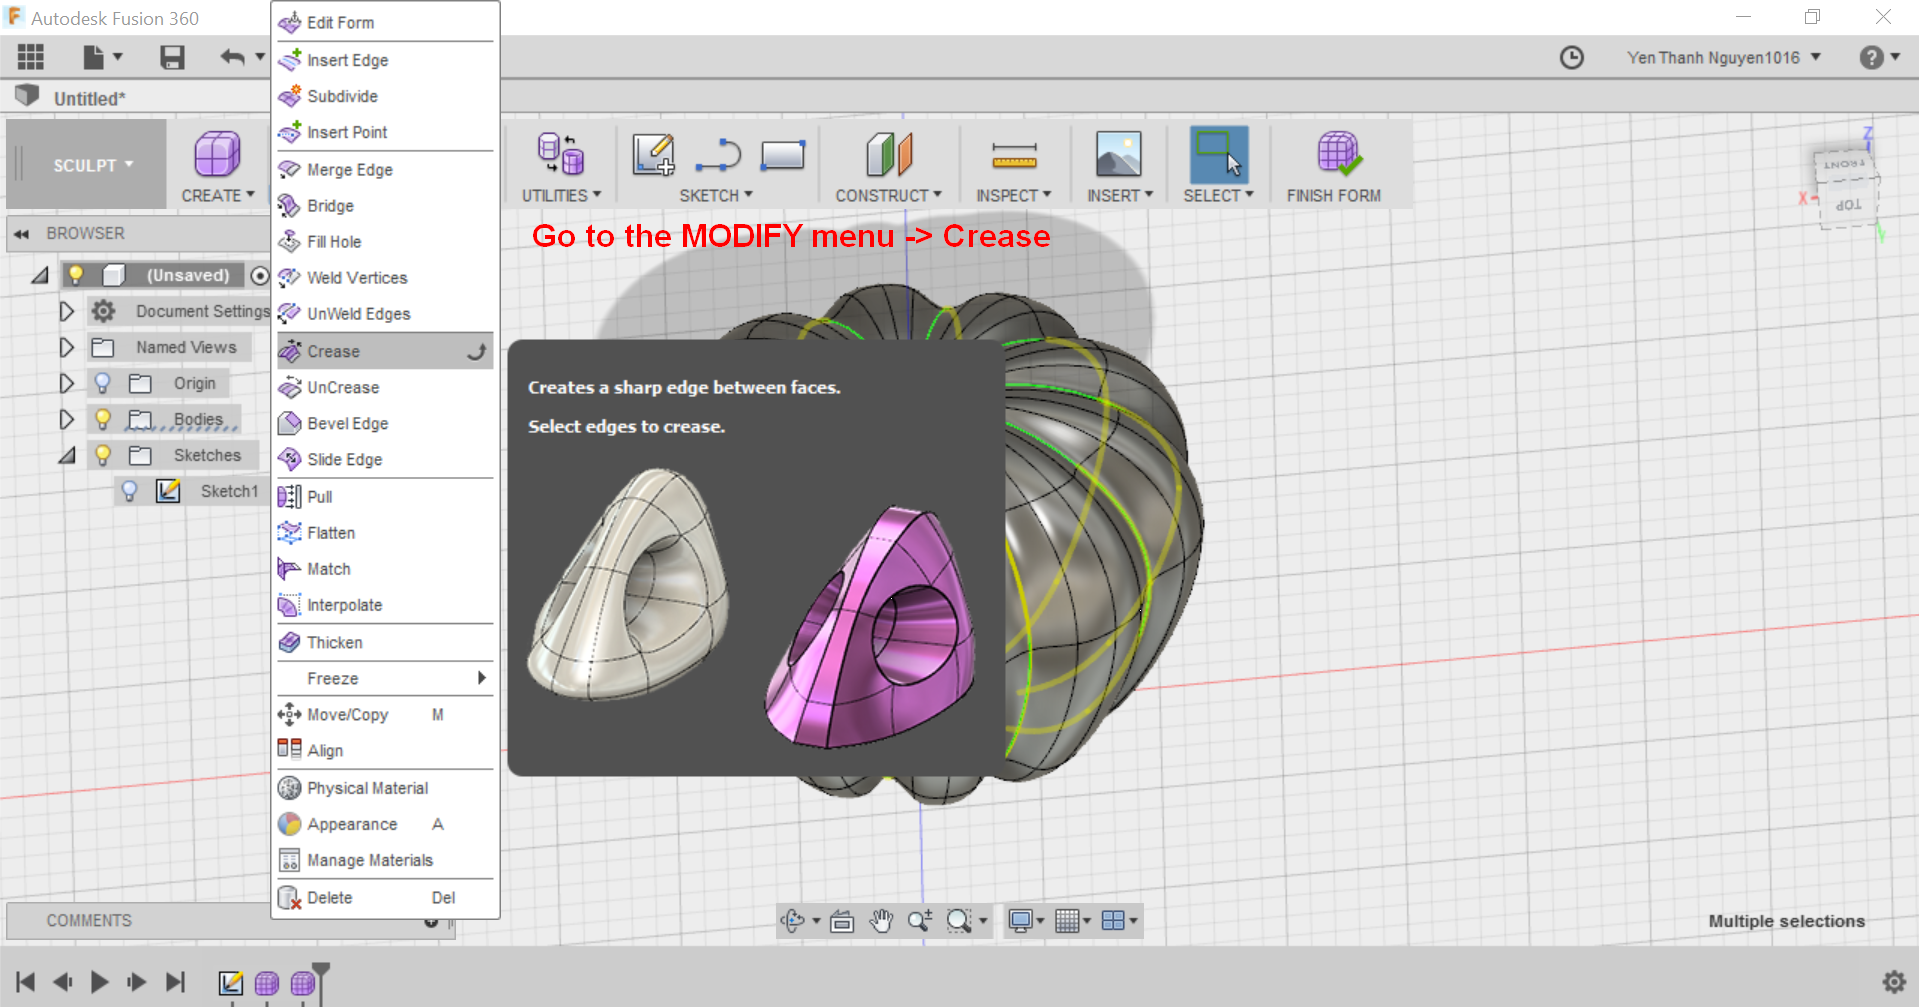 Autodesk Fusion 360
Yen Thanh Nguyen1016
?
Untitled*
SCULPT
CREATE
UTILITIES
SKETCH
CONSTRUCT
INSPECT
INSERT
SELECT
FINISH FORM
Z
FRONT
X
TOP
Y
BROWSER
(Unsaved)
Document Settings
Named Views
Origin
Bodies
Sketches
Sketch1
Edit Form
Insert Edge
Subdivide
Insert Point
Merge Edge
Bridge
Fill Hole
Weld Vertices
UnWeld Edges
Crease
UnCrease
Bevel Edge
Slide Edge
Pull
Flatten
Match
Interpolate
Thicken
Freeze
Move/Copy M
Align
Physical Material
Appearance A
Manage Materials
Delete Del
Go to the MODIFY menu -> Crease
Creates a sharp edge between faces.
Select edges to crease.
COMMENTS
Multiple selections